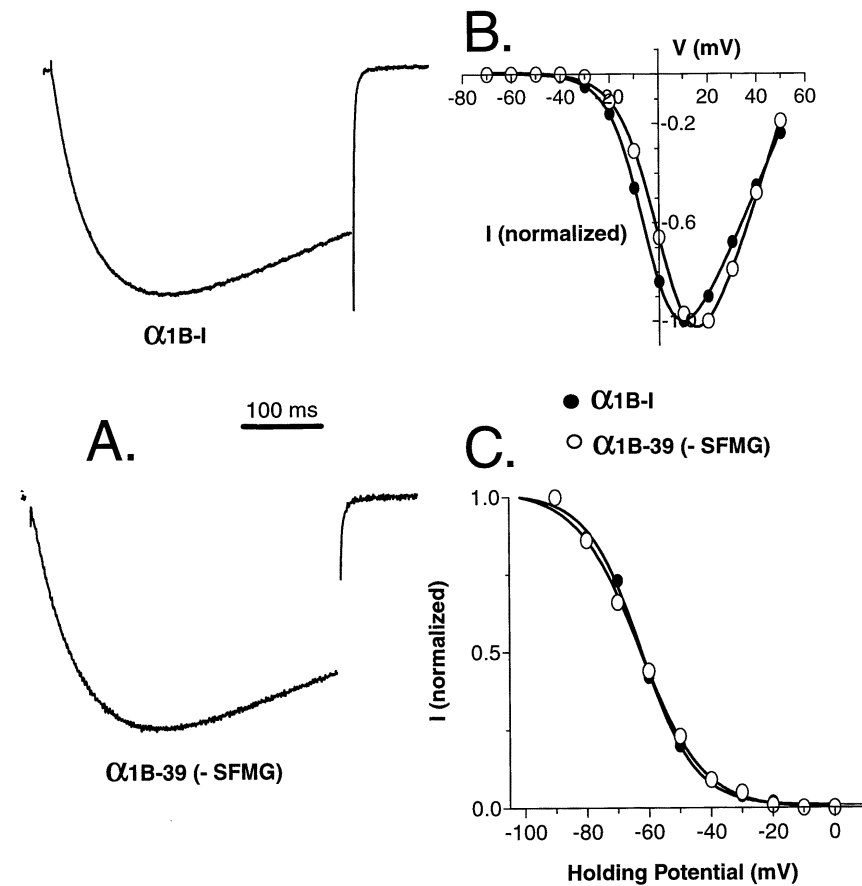 B.
V (mV)
-80 -60 -40 -20 20 40 60
-0.2
I (normalized)
-0.6
-1.0
α1B-I
100 ms
A.
α1B-I
α1B-39 (- SFMG)
C.
1.0
0.5
0.0
I (normalized)
-100 -80 -60 -40 -20 0
Holding Potential (mV)
α1B-39 (- SFMG)